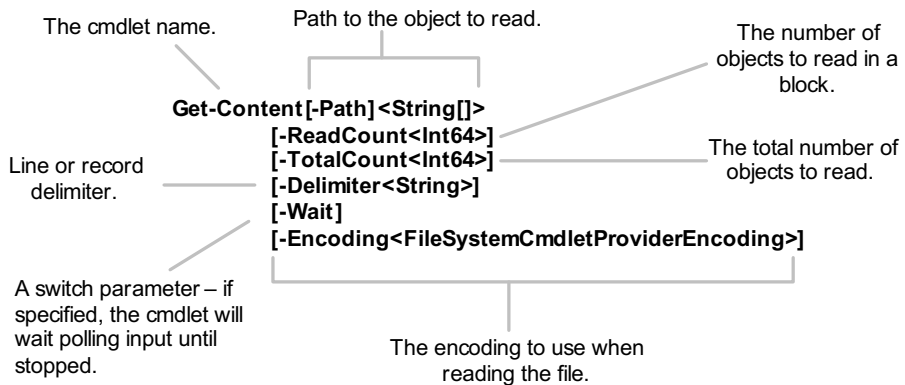 The cmdlet name.
Path to the object to read.
The number of
objects to read in a
block.
Get-Content[-Path]<String[]>
[-ReadCount<Int64>]
[-TotalCount<Int64>]
[-Delimiter<String>]
[-Wait]
[-Encoding<FileSystemCmdletProviderEncoding>]
The total number of
objects to read.
Line or record
delimiter.
A switch parameter – if
specified, the cmdlet will
wait polling input until
stopped.
The encoding to use when
reading the file.